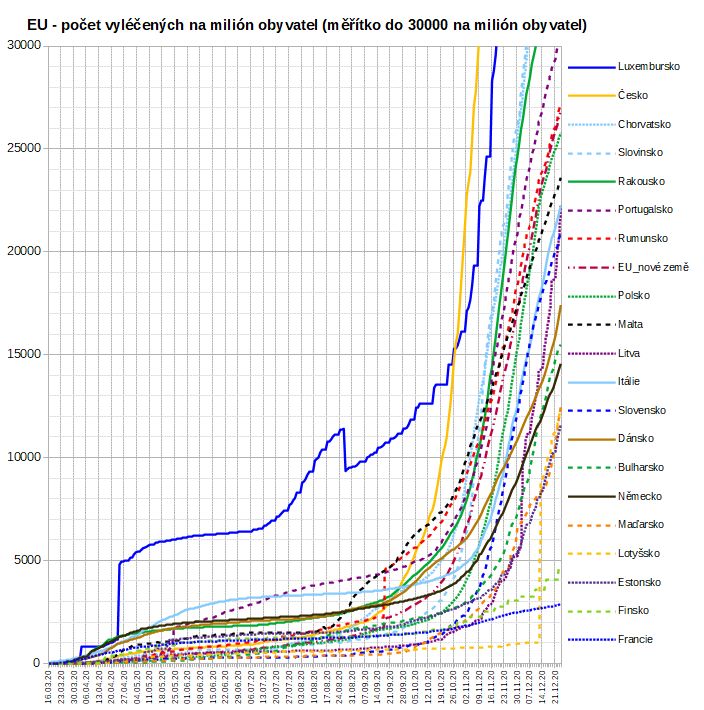 EU - počet vyléčených na milión obyvatel (měřítko do 30000 na milión obyvatel)
30000
25000
20000
15000
10000
5000
0
16.03.20
23.03.20
30.03.20
06.04.20
13.04.20
20.04.20
27.04.20
04.05.20
11.05.20
18.05.20
25.05.20
01.06.20
08.06.20
15.06.20
22.06.20
29.06.20
06.07.20
13.07.20
20.07.20
27.07.20
03.08.20
10.08.20
17.08.20
24.08.20
31.08.20
07.09.20
14.09.20
21.09.20
28.09.20
05.10.20
12.10.20
19.10.20
26.10.20
02.11.20
09.11.20
16.11.20
23.11.20
30.11.20
07.12.20
14.12.20
21.12.20
Luxembursko
Česko
Chorvatsko
Slovinsko
Rakousko
Portugalsko
Rumunsko
EU_nové země
Polsko
Malta
Litva
Itálie
Slovensko
Dánsko
Bulharsko
Německo
Maďarsko
Lotyšsko
Estonsko
Finsko
Francie